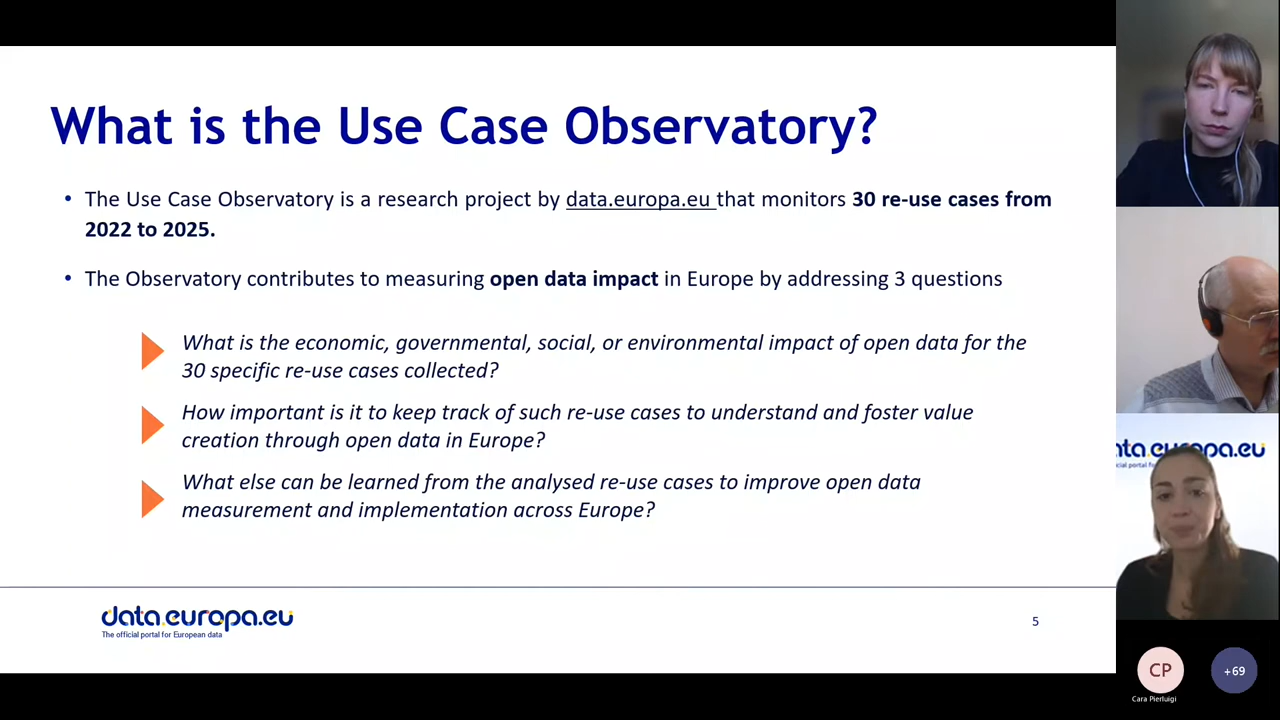 What is the Use Case Observatory?
• The Use Case Observatory is a research project by data.europa.eu that monitors 30 re-use cases from
2022 to 2025.
• The Observatory contributes to measuring open data impact in Europe by addressing 3 questions
What is the economic, governmental, social, or environmental impact of open data for the
30 specific re-use cases collected?
How important is it to keep track of such re-use cases to understand and foster value
creation through open data in Europe?
What else can be learned from the analysed re-use cases to improve open data
measurement and implementation across Europe?
data.europa.eu
The official portal for European data
5
ata.europa.eu
cial portal for
CP
+69
Cara Pierluigi